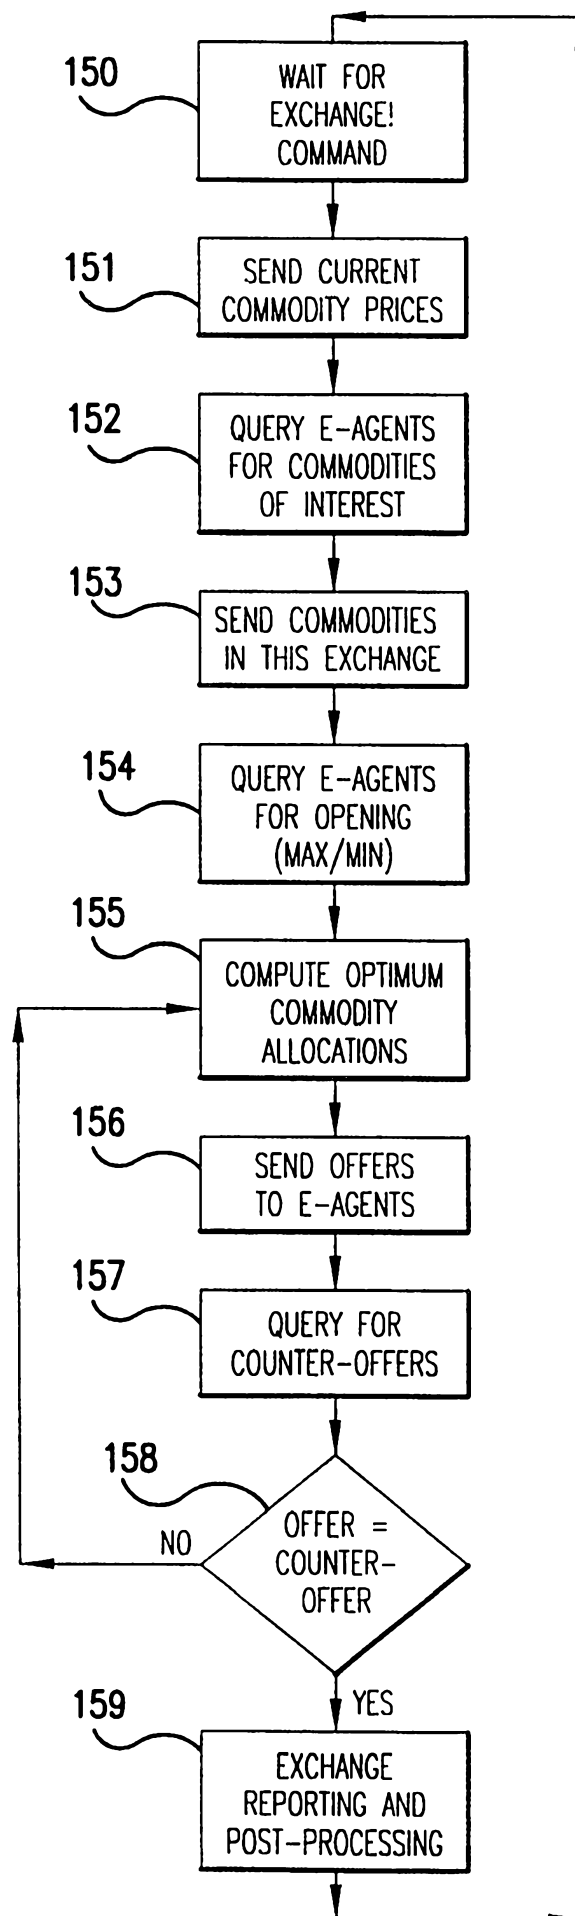 150
WAIT FOR
EXCHANGE!
COMMAND
151
SEND CURRENT
COMMODITY PRICES
152
QUERY E-AGENTS
FOR COMMODITIES
OF INTEREST
153
SEND COMMODITIES
IN THIS EXCHANGE
154
QUERY E-AGENTS
FOR OPENING
(MAX/MIN)
155
COMPUTE OPTIMUM
COMMODITY
ALLOCATIONS
156
SEND OFFERS
TO E-AGENTS
157
QUERY FOR
COUNTER-OFFERS
158
OFFER =
COUNTER-
OFFER
NO
YES
159
EXCHANGE
REPORTING AND
POST-PROCESSING